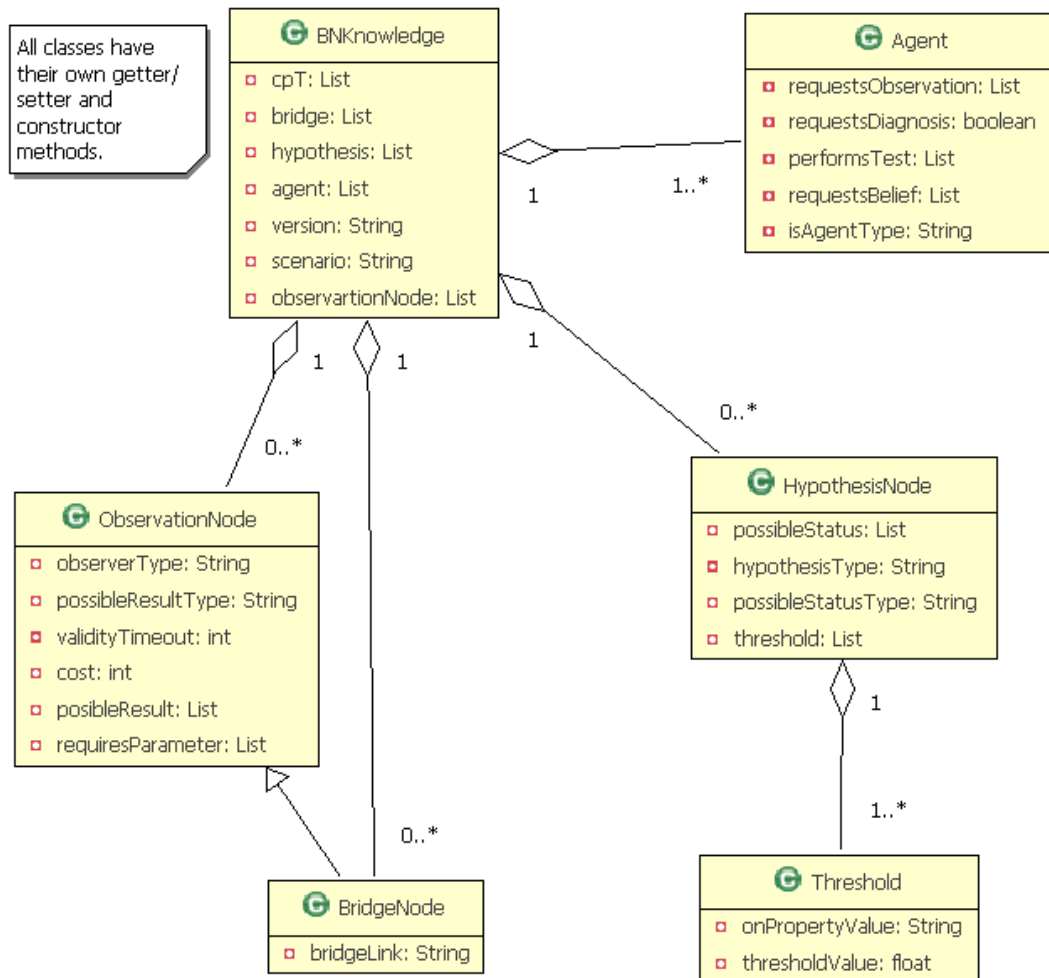 All classes have
their own getter/
setter and
constructor
methods.
C BNKnowledge
cpT: List
bridge: List
hypothesis: List
agent: List
version: String
scenario: String
observartionNode: List
C Agent
requestsObservation: List
requestsDiagnosis: boolean
performsTest: List
requestsBelief: List
isAgentType: String
1
1..*
1
0..*
1
0..*
1
0..*
C ObservationNode
observerType: String
possibleResultType: String
validityTimeout: int
cost: int
posibleResult: List
requiresParameter: List
C HypothesisNode
possibleStatus: List
hypothesisType: String
possibleStatusType: String
threshold: List
1
1..*
C BridgeNode
bridgeLink: String
C Threshold
onPropertyValue: String
thresholdValue: float